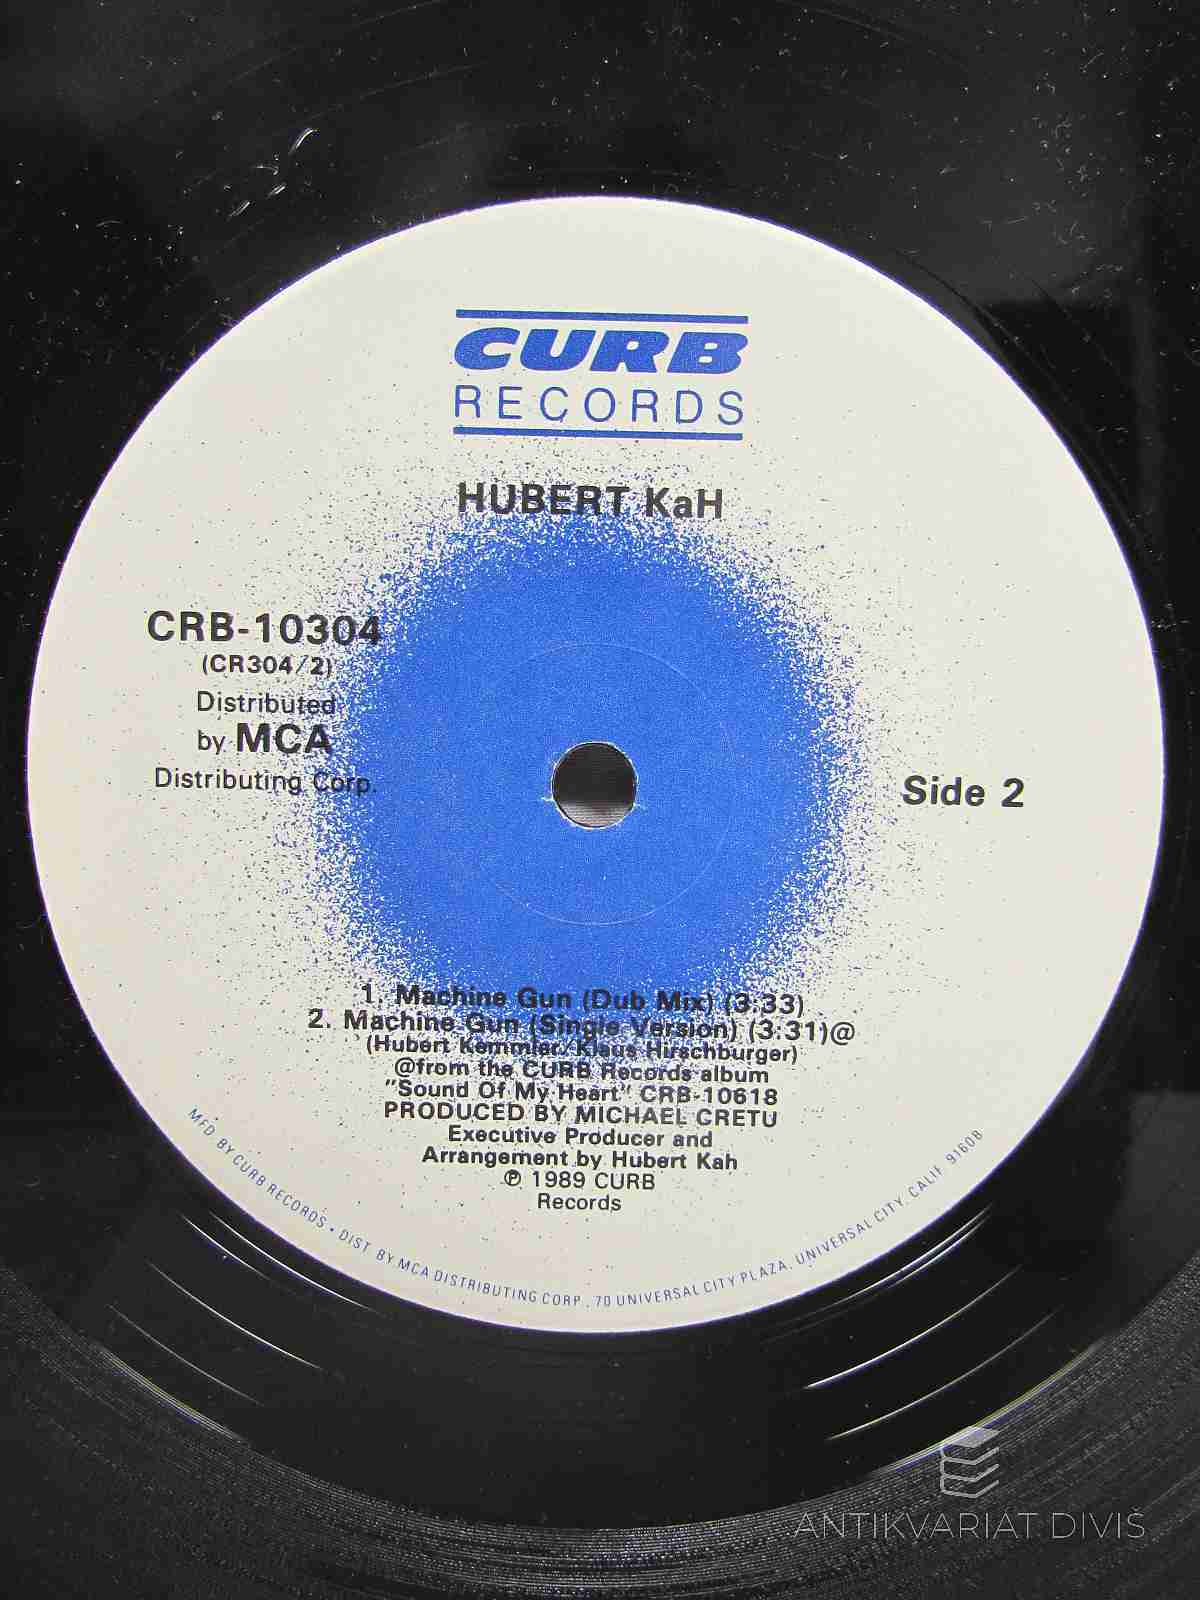 CURB
RECORDS
HUBERT KaH
CRB-10304
(CR304/2)
Distributed
by MCA
Distributing Corp.
Side 2
1. Machine Gun (Dub Mix) (3:33)
2. Machine Gun (Single Version) (3:31)@
(Hubert Kemmler/Klaus Hirschburger)
@from the CURB Records album
"Sound Of My Heart" CRB-10618
PRODUCED BY MICHAEL CRETU
Executive Producer and
Arrangement by Hubert Kah
℗ 1989 CURB
Records
MFD. BY CURB RECORDS • DIST. BY MCA DISTRIBUTING CORP., 70 UNIVERSAL CITY PLAZA, UNIVERSAL CITY, CALIF. 91608
ANTIKVARIÁT DIVIŠ